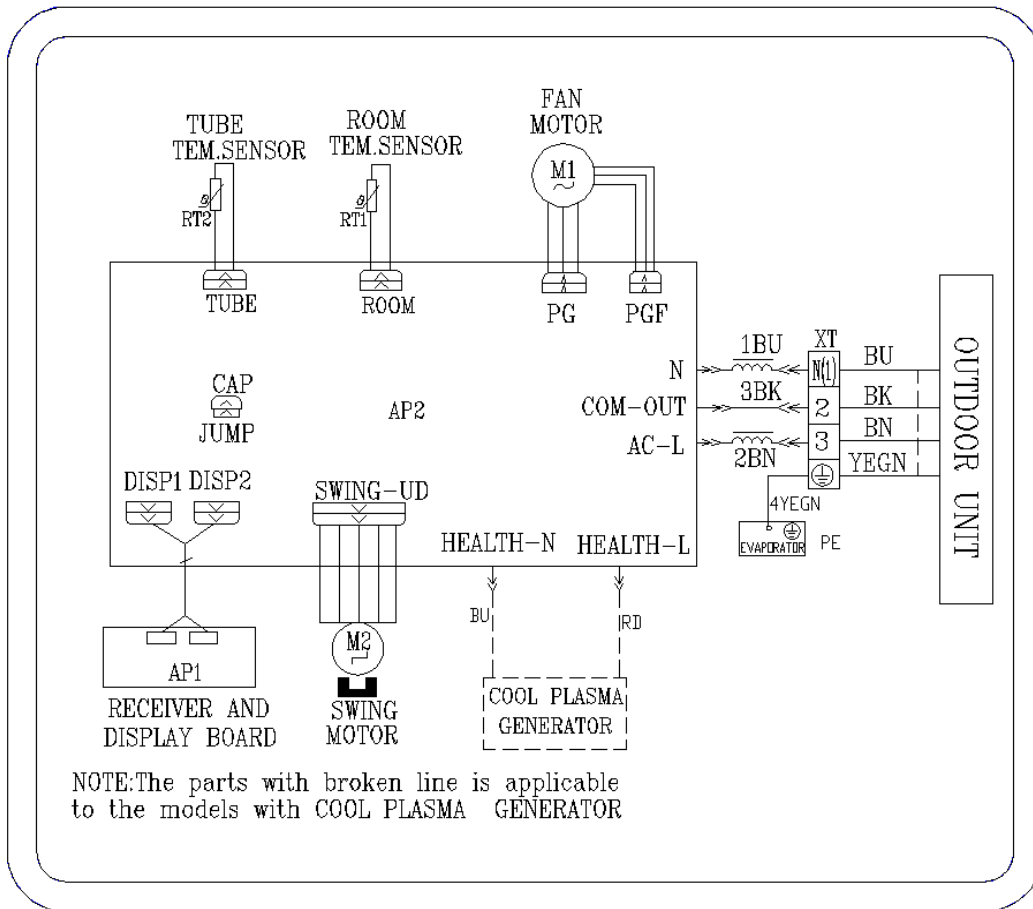 TUBE
TEM.SENSOR
ROOM
TEM.SENSOR
FAN
MOTOR
M1
RT2
RT1
TUBE
ROOM
PG
PGF
CAP
JUMP
AP2
N
COM-OUT
AC-L
1BU
3BK
2BN
XT
N(1)
2
3
BU
BK
BN
YEGN
4YEGN
EVAPORATOR
PE
OUTDOOR UNIT
DISP1
DISP2
SWING-UD
HEALTH-N
HEALTH-L
BU
RD
AP1
RECEIVER AND
DISPLAY BOARD
M2
SWING
MOTOR
COOL PLASMA
GENERATOR
NOTE:The parts with broken line is applicable
to the models with COOL PLASMA GENERATOR